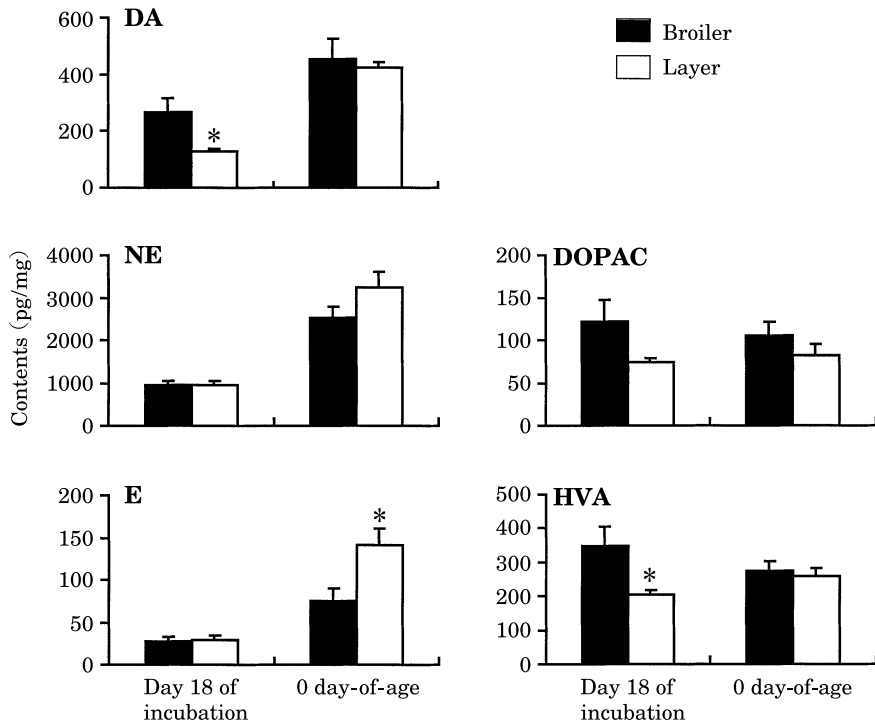 DA
600
400
200
0
*
Broiler
Layer
Contents (pg/mg)
NE
4000
3000
2000
1000
0
DOPAC
200
150
100
50
0
E
200
150
100
50
0
*
Day 18 of
incubation
0 day-of-age
HVA
500
400
300
200
100
0
*
Day 18 of
incubation
0 day-of-age